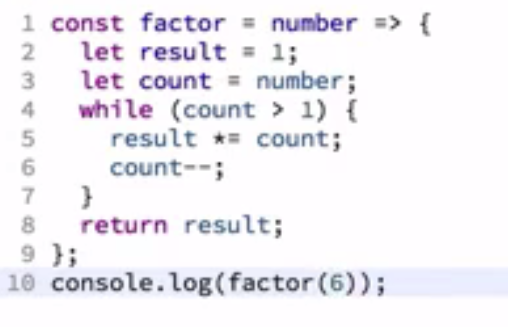 1 const factor = number => {
2   let result = 1;
3   let count = number;
4   while (count > 1) {
5     result *= count;
6     count--;
7   }
8   return result;
9 };
10 console.log(factor(6));